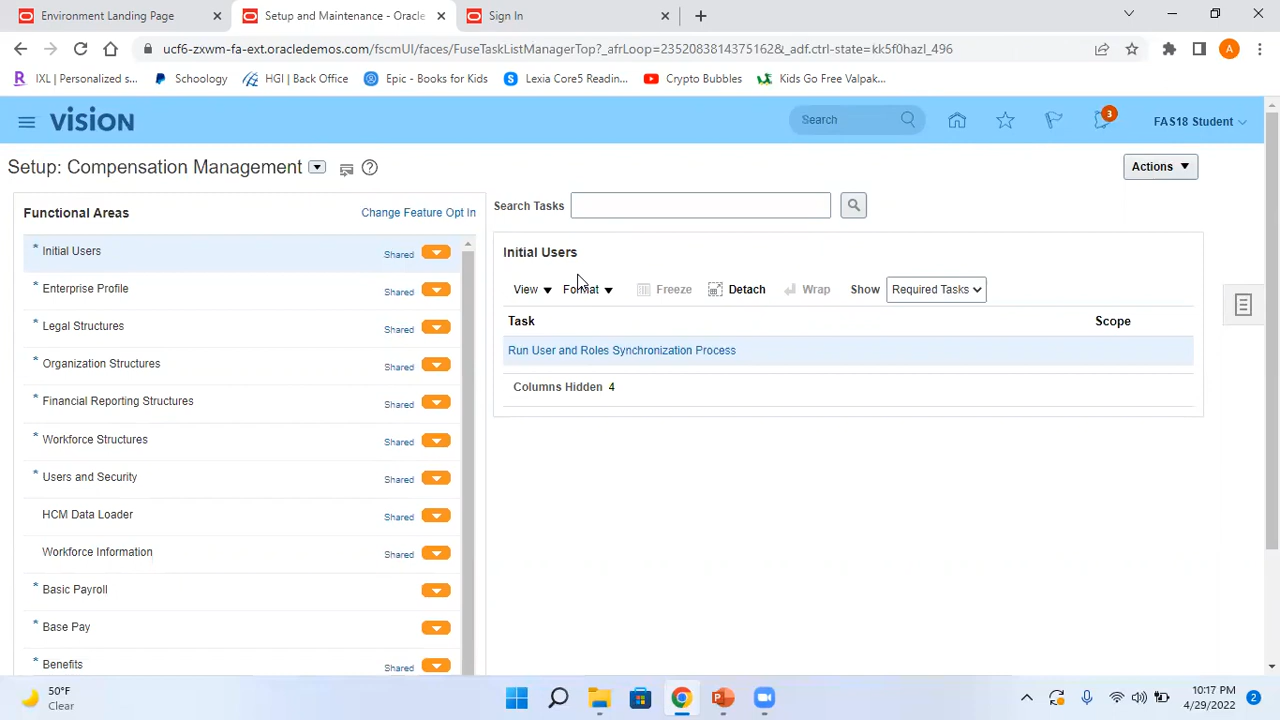 Environment Landing Page
Setup and Maintenance - Oracle
Sign In
ucf6-zxwm-fa-ext.oracledemos.com/fscmUI/faces/FuseTaskListManagerTop?_afrLoop=2352083814375162&_adf.ctrl-state=kk5f0hazl_496
A
IXL | Personalized s... Schoology HGI | Back Office Epic - Books for Kids Lexia Core5 Readin... Crypto Bubbles Kids Go Free Valpak...
VISION
Search
3
FAS18 Student
Setup: Compensation Management
?
Actions
Functional Areas
Change Feature Opt In
* Initial Users Shared
Enterprise Profile Shared
* Legal Structures Shared
* Organization Structures Shared
* Financial Reporting Structures Shared
* Workforce Structures Shared
* Users and Security Shared
HCM Data Loader Shared
Workforce Information Shared
* Basic Payroll
* Base Pay
* Benefits Shared
Search Tasks
Initial Users
View Format Freeze Detach Wrap Show Required Tasks
Task Scope
Run User and Roles Synchronization Process
Columns Hidden 4
50°F
Clear
10:17 PM
4/29/2022
2